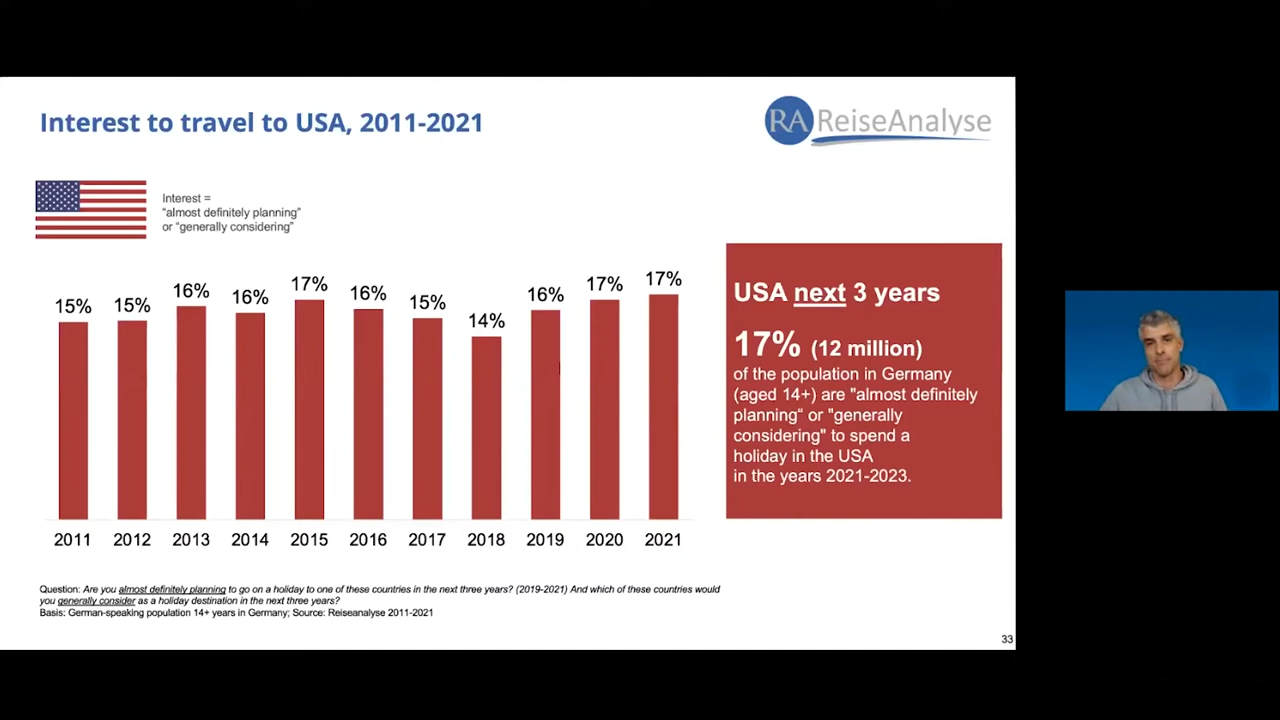 Interest to travel to USA, 2011-2021
RA ReiseAnalyse
Interest =
“almost definitely planning”
or “generally considering”
15%
15%
16%
16%
17%
16%
15%
14%
16%
17%
17%
2011
2012
2013
2014
2015
2016
2017
2018
2019
2020
2021
USA next 3 years
17% (12 million)
of the population in Germany
(aged 14+) are "almost definitely
planning“ or "generally
considering" to spend a
holiday in the USA
in the years 2021-2023.
Question: Are you almost definitely planning to go on a holiday to one of these countries in the next three years? (2019-2021) And which of these countries would
you generally consider as a holiday destination in the next three years?
Basis: German-speaking population 14+ years in Germany; Source: Reiseanalyse 2011-2021
33